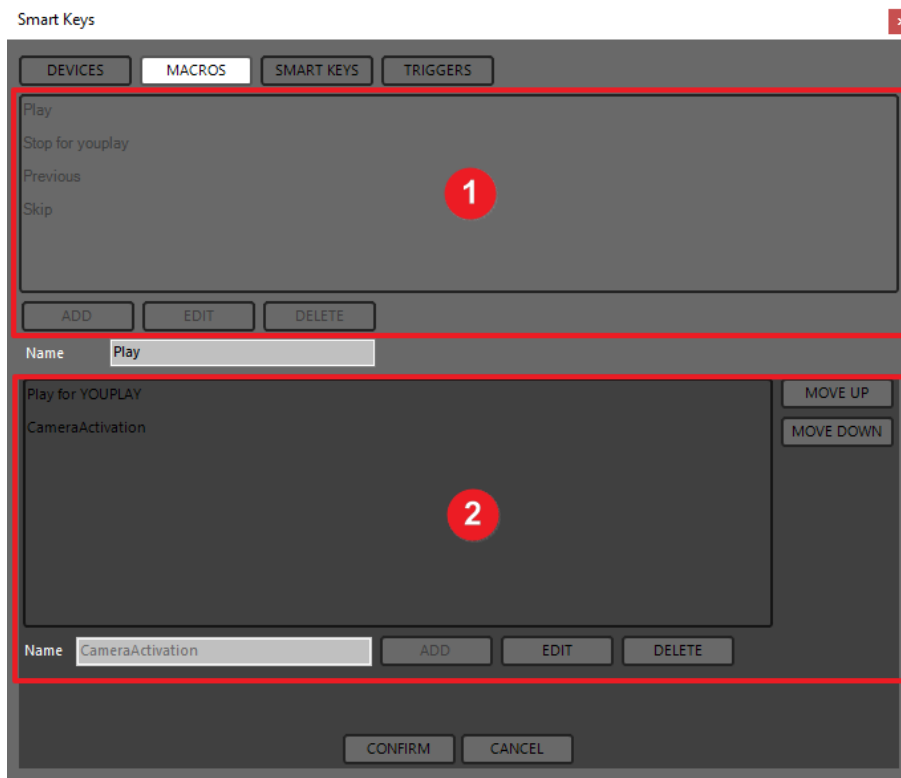 Smart Keys
DEVICES MACROS SMART KEYS TRIGGERS
Play
Stop for youplay
Previous
Skip
1
ADD EDIT DELETE
Name Play
Play for YOUPLAY MOVE UP
CameraActivation MOVE DOWN
2
Name CameraActivation ADD EDIT DELETE
CONFIRM CANCEL